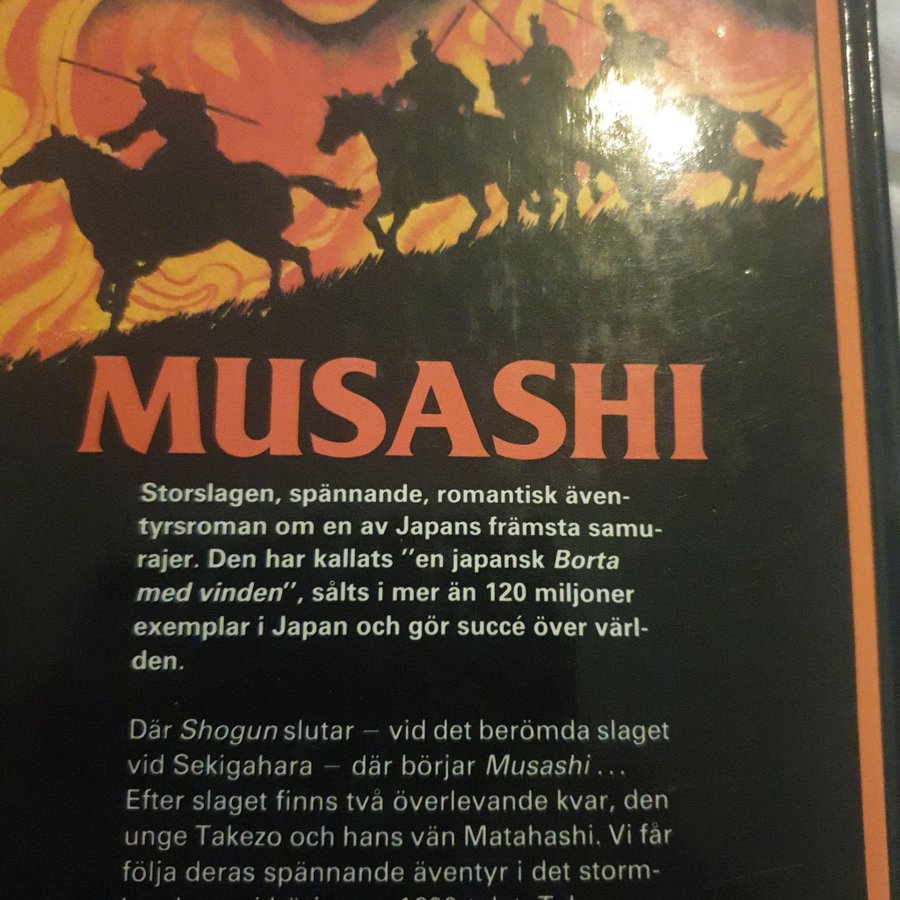 MUSASHI
Storslagen, spännande, romantisk även-
tyrsroman om en av Japans främsta samu-
rajer. Den har kallats ”en japansk Borta
med vinden”, sålts i mer än 120 miljoner
exemplar i Japan och gör succé över värl-
den.
Där Shogun slutar – vid det berömda slaget
vid Sekigahara – där börjar Musashi...
Efter slaget finns två överlevande kvar, den
unge Takezo och hans vän Matahashi. Vi får
följa deras spännande äventyr i det storm-